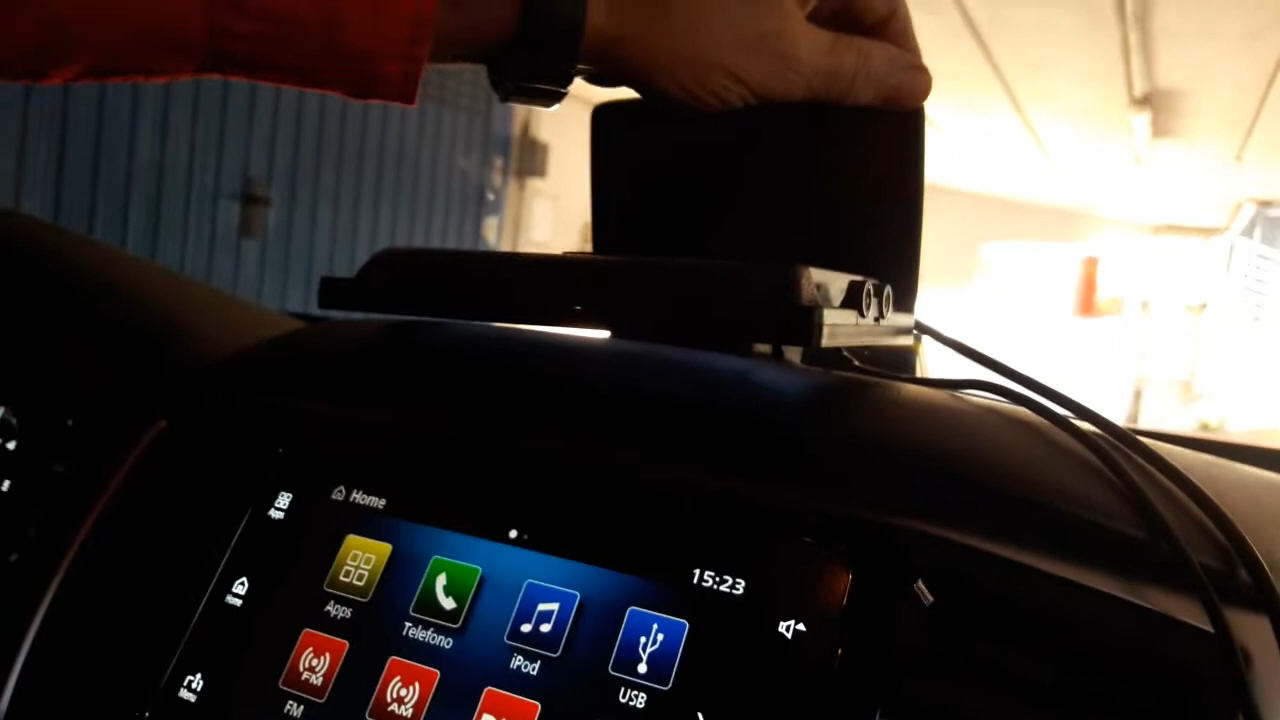 Home
Apps
15:23
Home
Apps
Telefono
iPod
USB
Menu
FM
AM
FM